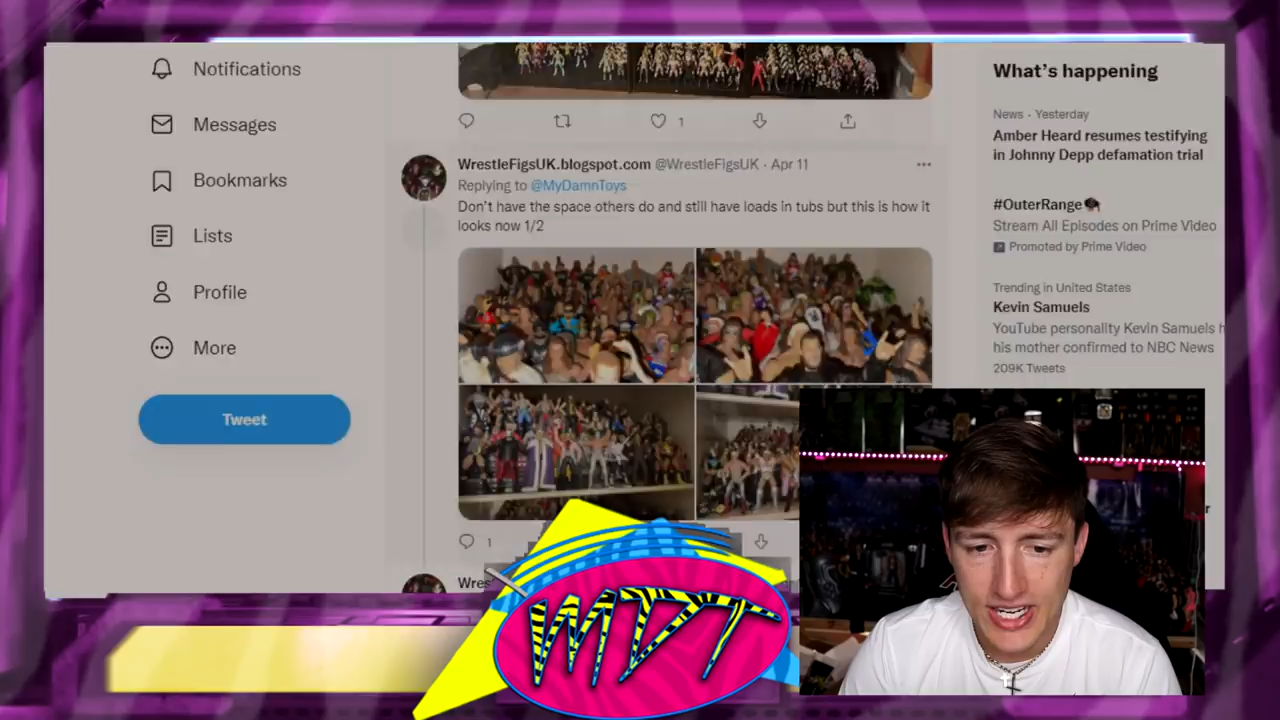 Notifications
Messages
Bookmarks
Lists
Profile
More
Tweet
1
WrestleFigsUK.blogspot.com @WrestleFigsUK · Apr 11
Replying to @MyDamnToys
Don't have the space others do and still have loads in tubs but this is how it
looks now 1/2
1
Wres
What's happening
News · Yesterday
Amber Heard resumes testifying
in Johnny Depp defamation trial
#OuterRange
Stream All Episodes on Prime Video
Promoted by Prime Video
Trending in United States
Kevin Samuels
YouTube personality Kevin Samuels h
his mother confirmed to NBC News
209K Tweets
MDT